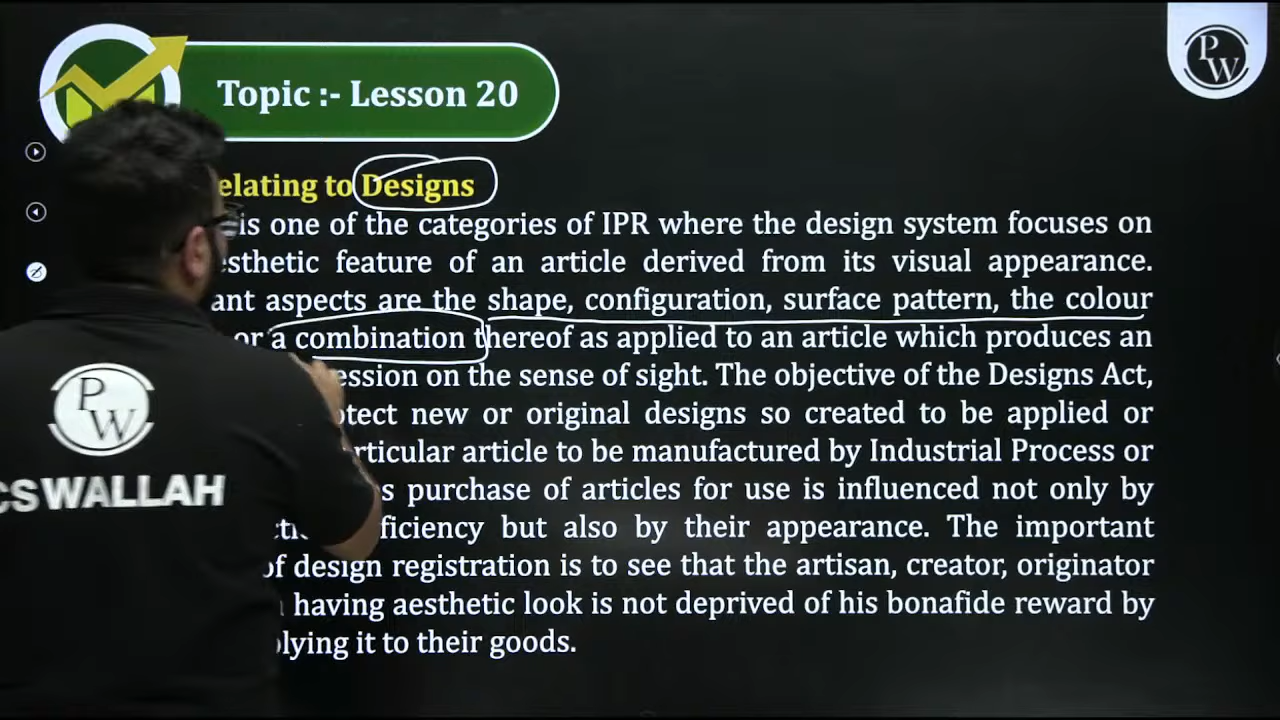 Topic :- Lesson 20
PW
elating to Designs
is one of the categories of IPR where the design system focuses on
esthetic feature of an article derived from its visual appearance.
ant aspects are the shape, configuration, surface pattern, the colour
or a combination thereof as applied to an article which produces an
ession on the sense of sight. The objective of the Designs Act,
otect new or original designs so created to be applied or
rticular article to be manufactured by Industrial Process or
s purchase of articles for use is influenced not only by
ficiency but also by their appearance. The important
of design registration is to see that the artisan, creator, originator
having aesthetic look is not deprived of his bonafide reward by
lying it to their goods.
PW
CS WALLAH